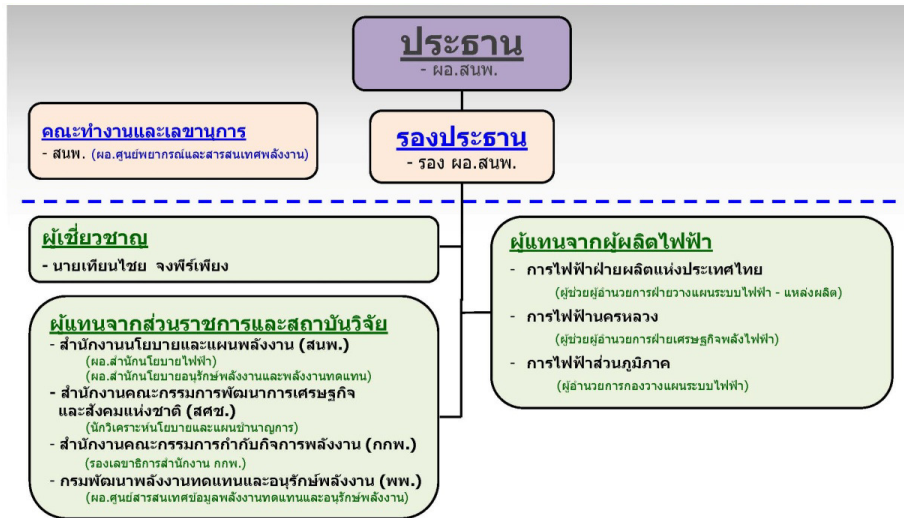 ประธาน
- ผอ.สนพ.
คณะทำงานและเลขานุการ
- สนพ. (ผอ.ศูนย์พยากรณ์และสารสนเทศพลังงาน)
รองประธาน
- รอง ผอ.สนพ.
ผู้เชี่ยวชาญ
- นายเทียนไชย จงพีร์เพียง
ผู้แทนจากส่วนราชการและสถาบันวิจัย
- สำนักงานนโยบายและแผนพลังงาน (สนพ.)
(ผอ.สำนักนโยบายไฟฟ้า)
(ผอ.สำนักนโยบายอนุรักษ์พลังงานและพลังงานทดแทน)
- สำนักงานคณะกรรมการพัฒนาการเศรษฐกิจ
และสังคมแห่งชาติ (สศช.)
(นักวิเคราะห์นโยบายและแผนชำนาญการ)
- สำนักงานคณะกรรมการกำกับกิจการพลังงาน (กกพ.)
(รองเลขาธิการสำนักงาน กกพ.)
- กรมพัฒนาพลังงานทดแทนและอนุรักษ์พลังงาน (พพ.)
(ผอ.ศูนย์สารสนเทศข้อมูลพลังงานทดแทนและอนุรักษ์พลังงาน)
ผู้แทนจากผู้ผลิตไฟฟ้า
- การไฟฟ้าฝ่ายผลิตแห่งประเทศไทย
(ผู้ช่วยผู้อำนวยการฝ่ายวางแผนระบบไฟฟ้า - แหล่งผลิต)
- การไฟฟ้านครหลวง
(ผู้ช่วยผู้อำนวยการฝ่ายเศรษฐกิจพลังไฟฟ้า)
- การไฟฟ้าส่วนภูมิภาค
(ผู้อำนวยการกองวางแผนระบบไฟฟ้า)